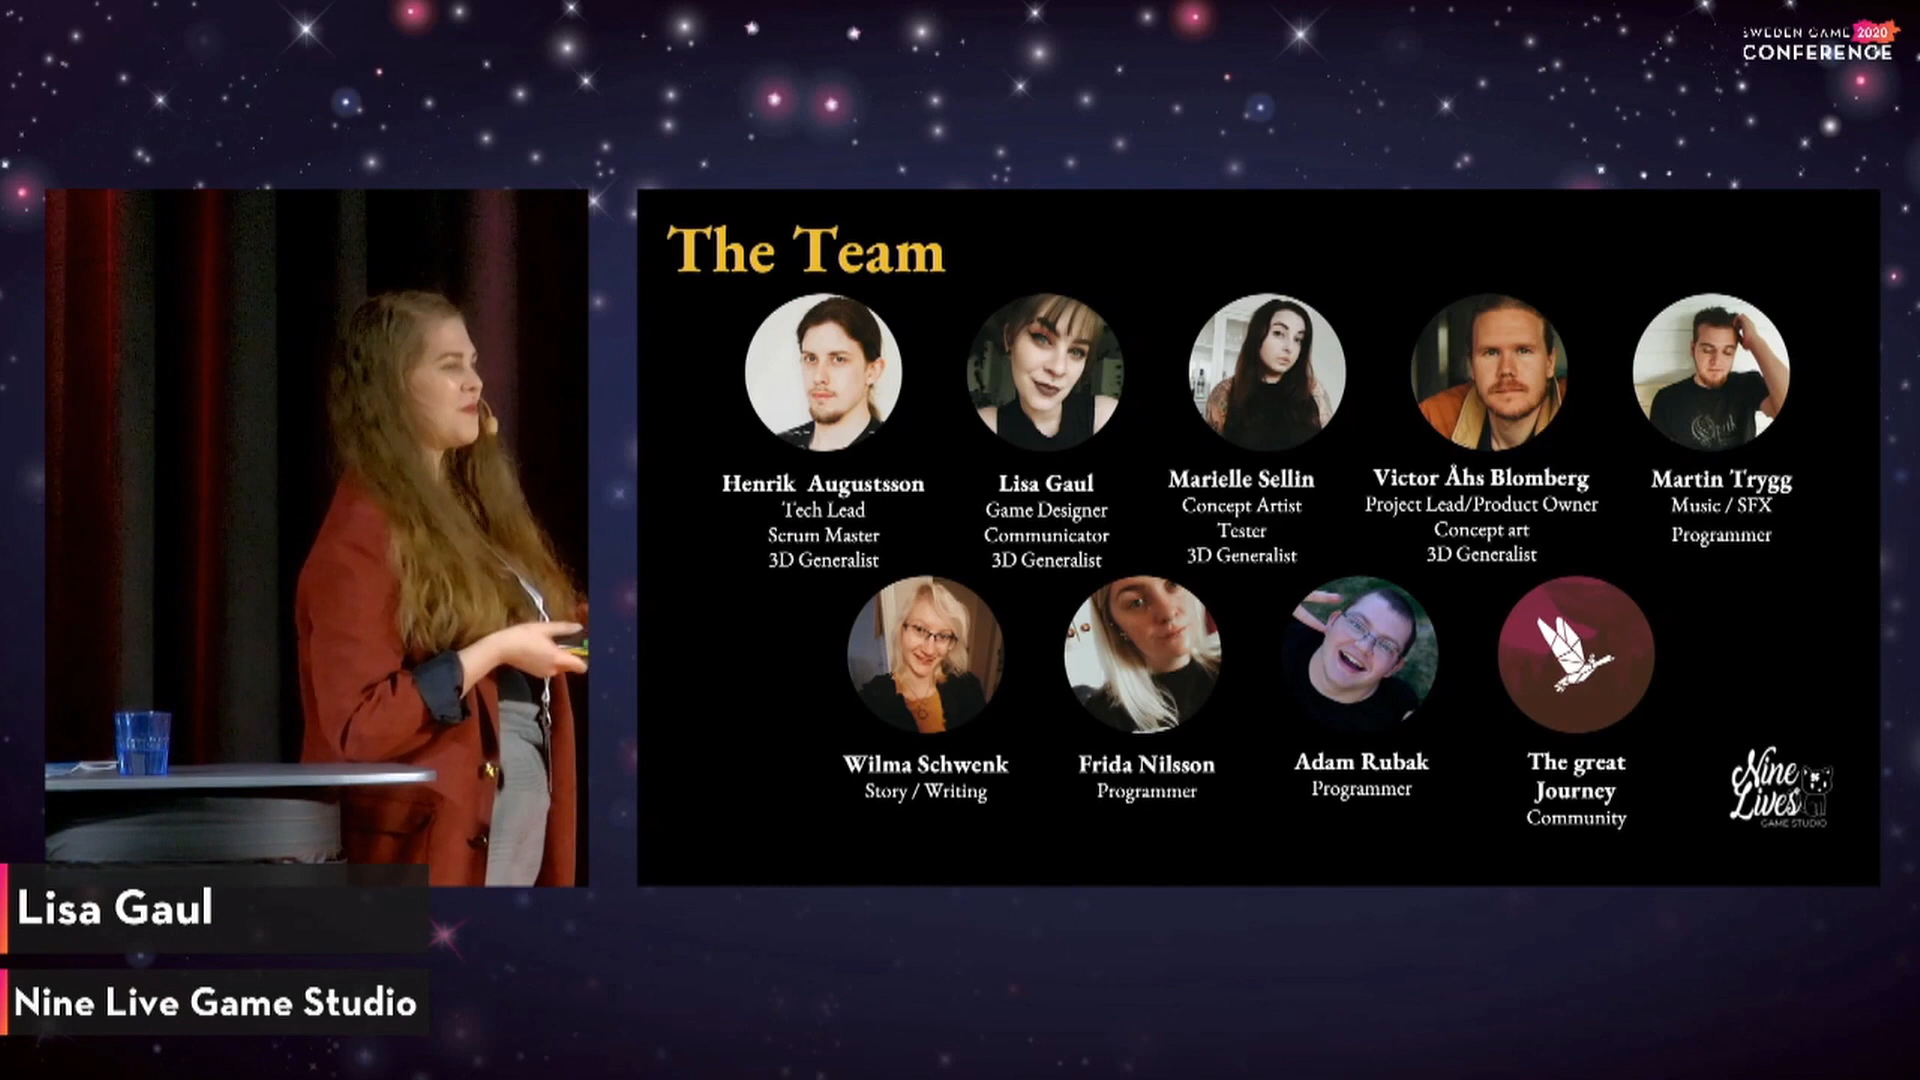 SWEDEN GAME 2020
CONFERENCE
The Team
Henrik Augustsson
Tech Lead
Scrum Master
3D Generalist
Lisa Gaul
Game Designer
Communicator
3D Generalist
Marielle Sellin
Concept Artist
Tester
3D Generalist
Victor Åhs Blomberg
Project Lead/Product Owner
Concept art
3D Generalist
Martin Trygg
Music / SFX
Programmer
Wilma Schwenk
Story / Writing
Frida Nilsson
Programmer
Adam Rubak
Programmer
The great
Journey
Community
Nine
Lives
GAME STUDIO
Lisa Gaul
Nine Live Game Studio